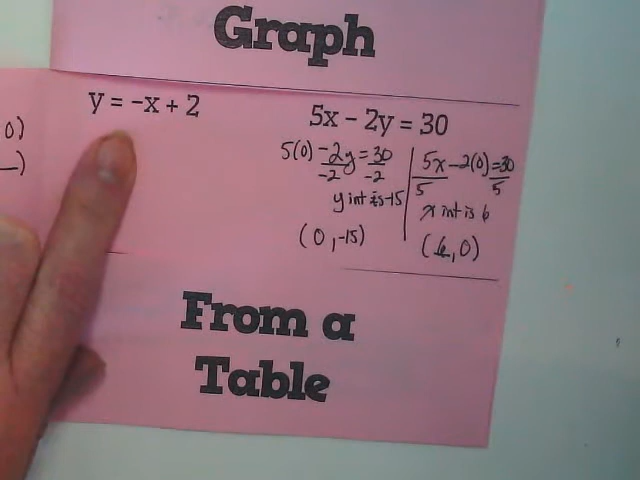 Graph
0)
)
y = -x + 2
5x - 2y = 30
5(0) -2y = 30
-2 -2
y int is -15
(0, -15)
5x - 2(0) = 30
5 5
x int is 6
(6, 0)
From a
Table